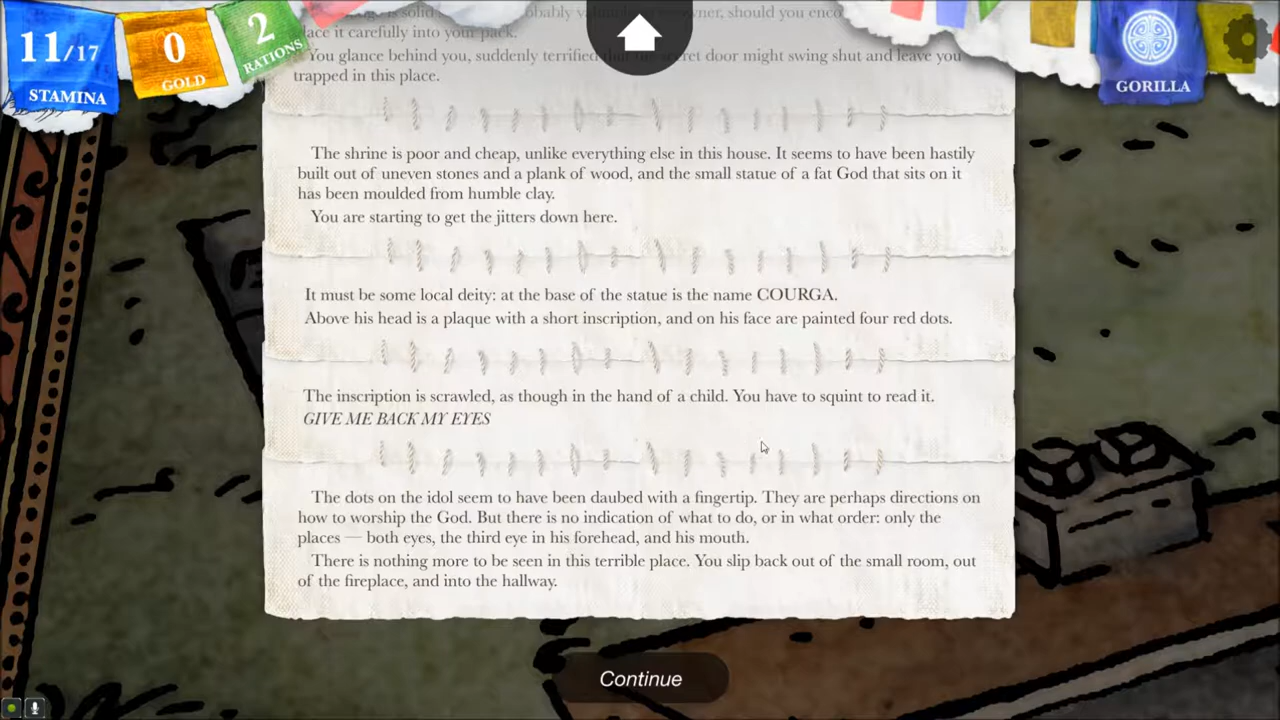 11/17
STAMINA
0
GOLD
2
RATIONS
GORILLA
is solid
should you
place it carefully into your pack.
You glance behind you, suddenly terrified that the secret door might swing shut and leave you
trapped in this place.
The shrine is poor and cheap, unlike everything else in this house. It seems to have been hastily
built out of uneven stones and a plank of wood, and the small statue of a fat God that sits on it
has been moulded from humble clay.
You are starting to get the jitters down here.
It must be some local deity: at the base of the statue is the name COURGA.
Above his head is a plaque with a short inscription, and on his face are painted four red dots.
The inscription is scrawled, as though in the hand of a child. You have to squint to read it.
GIVE ME BACK MY EYES
The dots on the idol seem to have been daubed with a fingertip. They are perhaps directions on
how to worship the God. But there is no indication of what to do, or in what order: only the
places — both eyes, the third eye in his forehead, and his mouth.
There is nothing more to be seen in this terrible place. You slip back out of the small room, out
of the fireplace, and into the hallway.
Continue